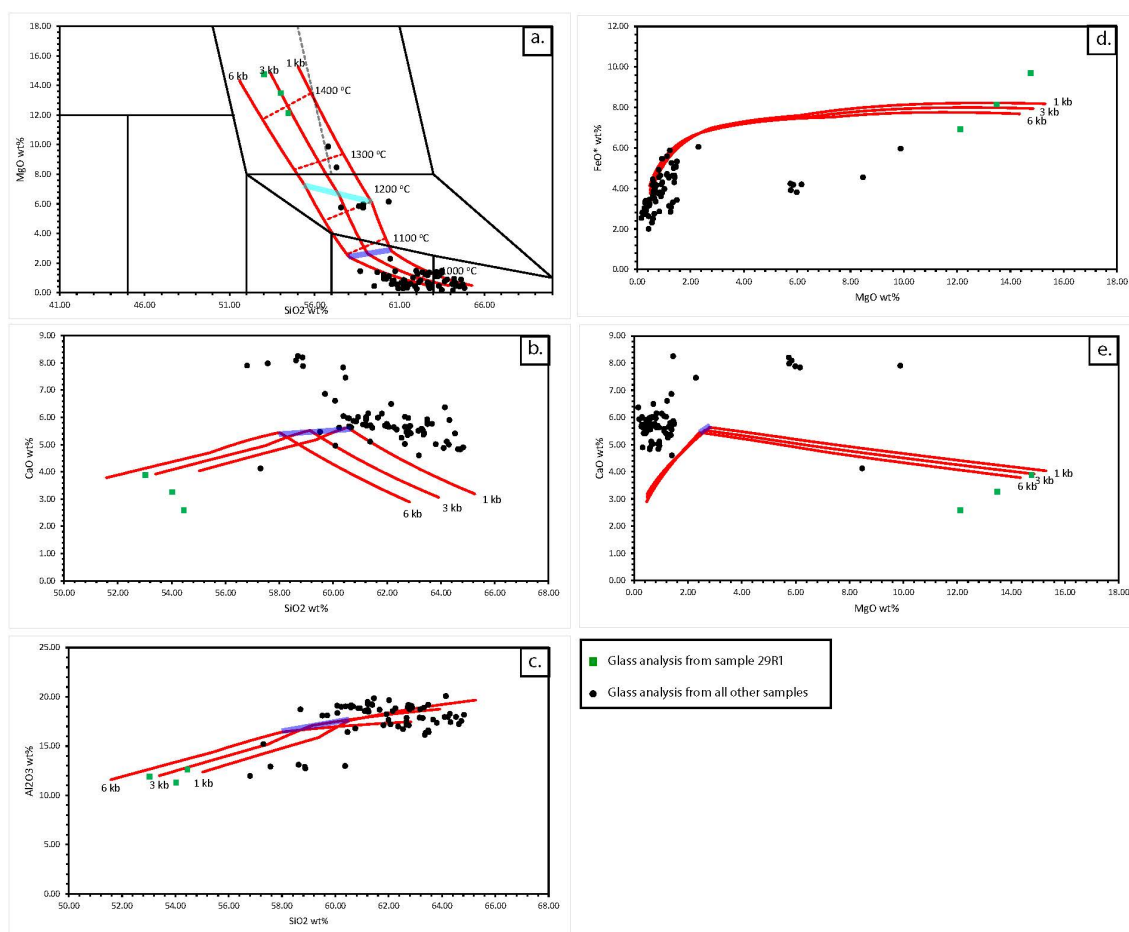 a.
18.00
16.00
14.00
12.00
10.00
8.00
6.00
4.00
2.00
0.00
MgO wt%
6 kb
3 kb
1 kb
1400 ºC
1300 ºC
1200 ºC
1100 ºC
1000 ºC
41.00 46.00 51.00 56.00 61.00 66.00
SiO2 wt%
b.
9.00
8.00
7.00
6.00
5.00
4.00
3.00
2.00
1.00
0.00
CaO wt%
1 kb
3 kb
6 kb
50.00 52.00 54.00 56.00 58.00 60.00 62.00 64.00 66.00 68.00
SiO2 wt%
c.
25.00
20.00
15.00
10.00
5.00
0.00
Al2O3 wt%
6 kb
3 kb
1 kb
50.00 52.00 54.00 56.00 58.00 60.00 62.00 64.00 66.00 68.00
SiO2 wt%
d.
12.00
10.00
8.00
6.00
4.00
2.00
0.00
FeO* wt%
1 kb
3 kb
6 kb
0.00 2.00 4.00 6.00 8.00 10.00 12.00 14.00 16.00 18.00
MgO wt%
e.
9.00
8.00
7.00
6.00
5.00
4.00
3.00
2.00
1.00
0.00
CaO wt%
1 kb
3 kb
6 kb
0.00 2.00 4.00 6.00 8.00 10.00 12.00 14.00 16.00 18.00
MgO wt%
Glass analysis from sample 29R1
Glass analysis from all other samples